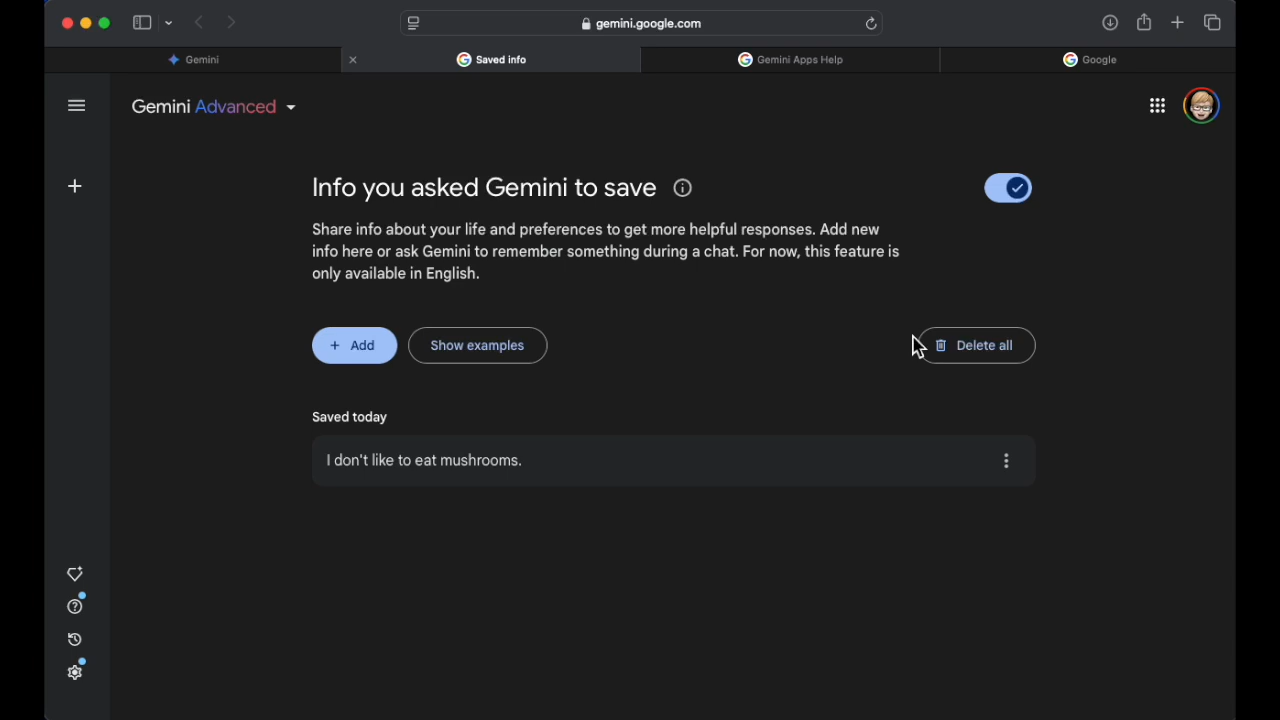 gemini.google.com
Gemini
Saved info
Gemini Apps Help
Google
Gemini Advanced
Info you asked Gemini to save
Share info about your life and preferences to get more helpful responses. Add new
info here or ask Gemini to remember something during a chat. For now, this feature is
only available in English.
+ Add
Show examples
Delete all
Saved today
I don't like to eat mushrooms.